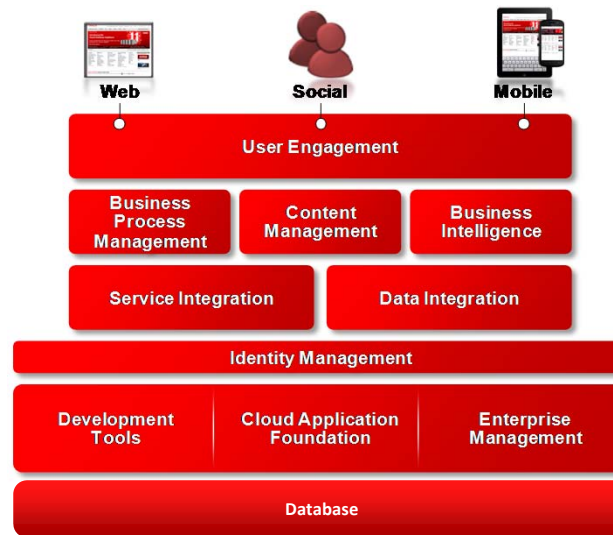 Web
Social
Mobile
User Engagement
Business
Process
Management
Content
Management
Business
Intelligence
Service Integration
Data Integration
Identity Management
Development
Tools
Cloud Application
Foundation
Enterprise
Management
Database